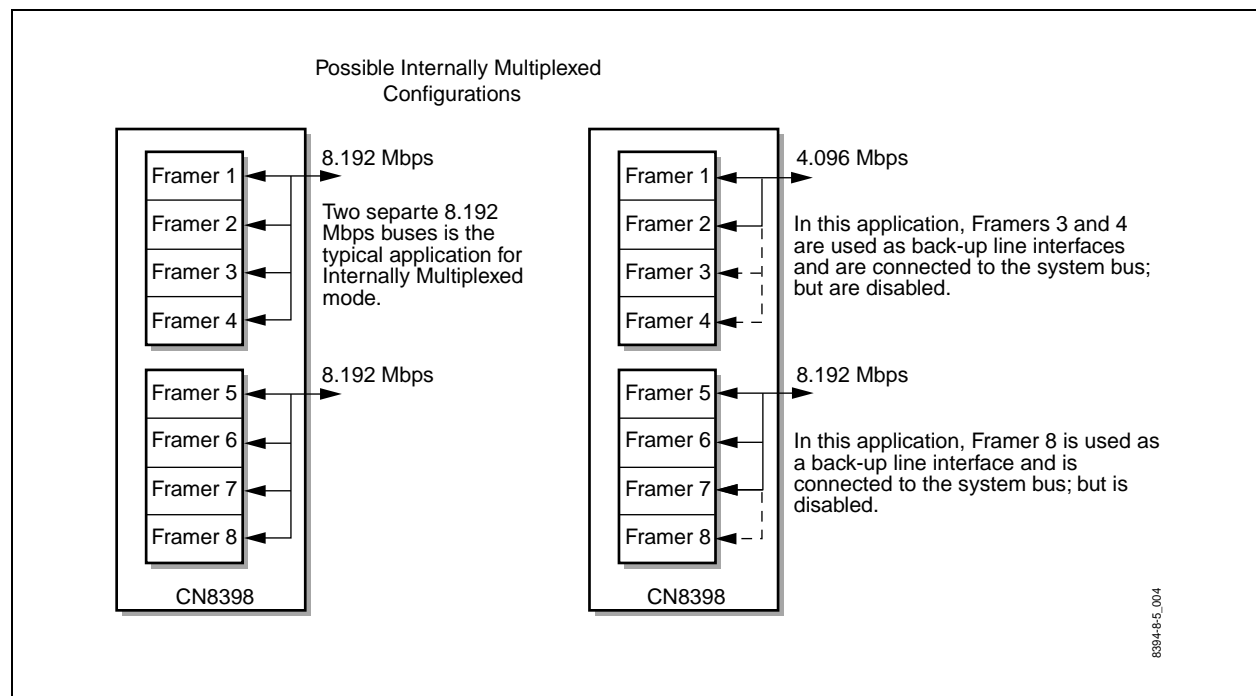 Possible Internally Multiplexed
Configurations
Framer 1
Framer 2
Framer 3
Framer 4
8.192 Mbps
Two separte 8.192
Mbps buses is the
typical application for
Internally Multiplexed
mode.
Framer 5
Framer 6
Framer 7
Framer 8
8.192 Mbps
CN8398
Framer 1
Framer 2
Framer 3
Framer 4
4.096 Mbps
In this application, Framers 3 and 4
are used as back-up line interfaces
and are connected to the system bus;
but are disabled.
Framer 5
Framer 6
Framer 7
Framer 8
8.192 Mbps
In this application, Framer 8 is used as
a back-up line interface and is
connected to the system bus; but is
disabled.
CN8398
8394-8-5_004